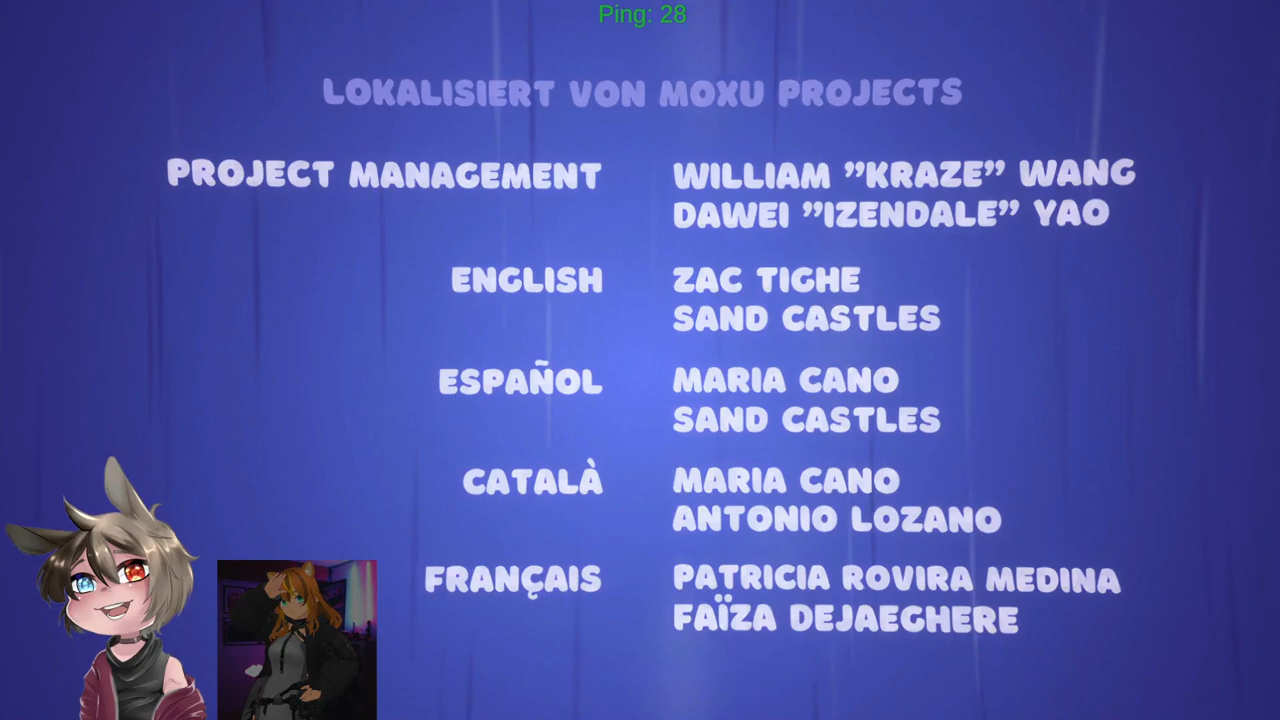 Ping: 28
LOKALISIERT VON MOXU PROJECTS
PROJECT MANAGEMENT WILLIAM "KRAZE" WANG
DAWEI "IZENDALE" YAO
ENGLISH ZAC TIGHE
SAND CASTLES
ESPAÑOL MARIA CANO
SAND CASTLES
CATALÀ MARIA CANO
ANTONIO LOZANO
FRANÇAIS PATRICIA ROVIRA MEDINA
FAÏZA DEJAEGHERE